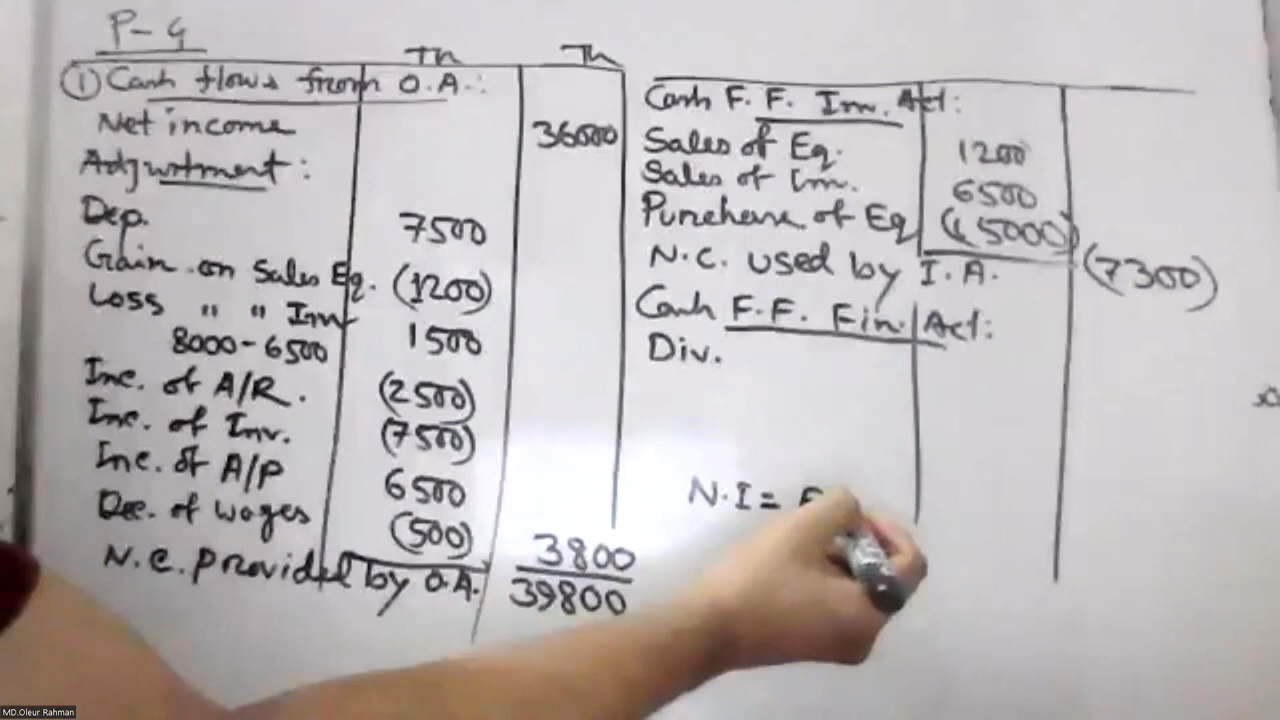 P-4
Tk Tk
① Cash flows from O.A.:
Net income 36000
Adjustment:
Dep. 7500
Gain on Sales Eq. (1200)
Loss " " Inv
8000-6500 1500
Inc. of A/R. (2500)
Inc. of Inv. (7500)
Inc. of A/P 6500
Dec. of wages (500) 3800
N.C. provided by O.A. 39800
Cash F. F. Inv. Act:
Sales of Eq. 1200
Sales of Inv. 6500
Purchase of Eq (15000)
N.C. used by I.A. (7300)
Cash F.F. Fin. Act:
Div.
N.I =
MD.Oleur Rahman